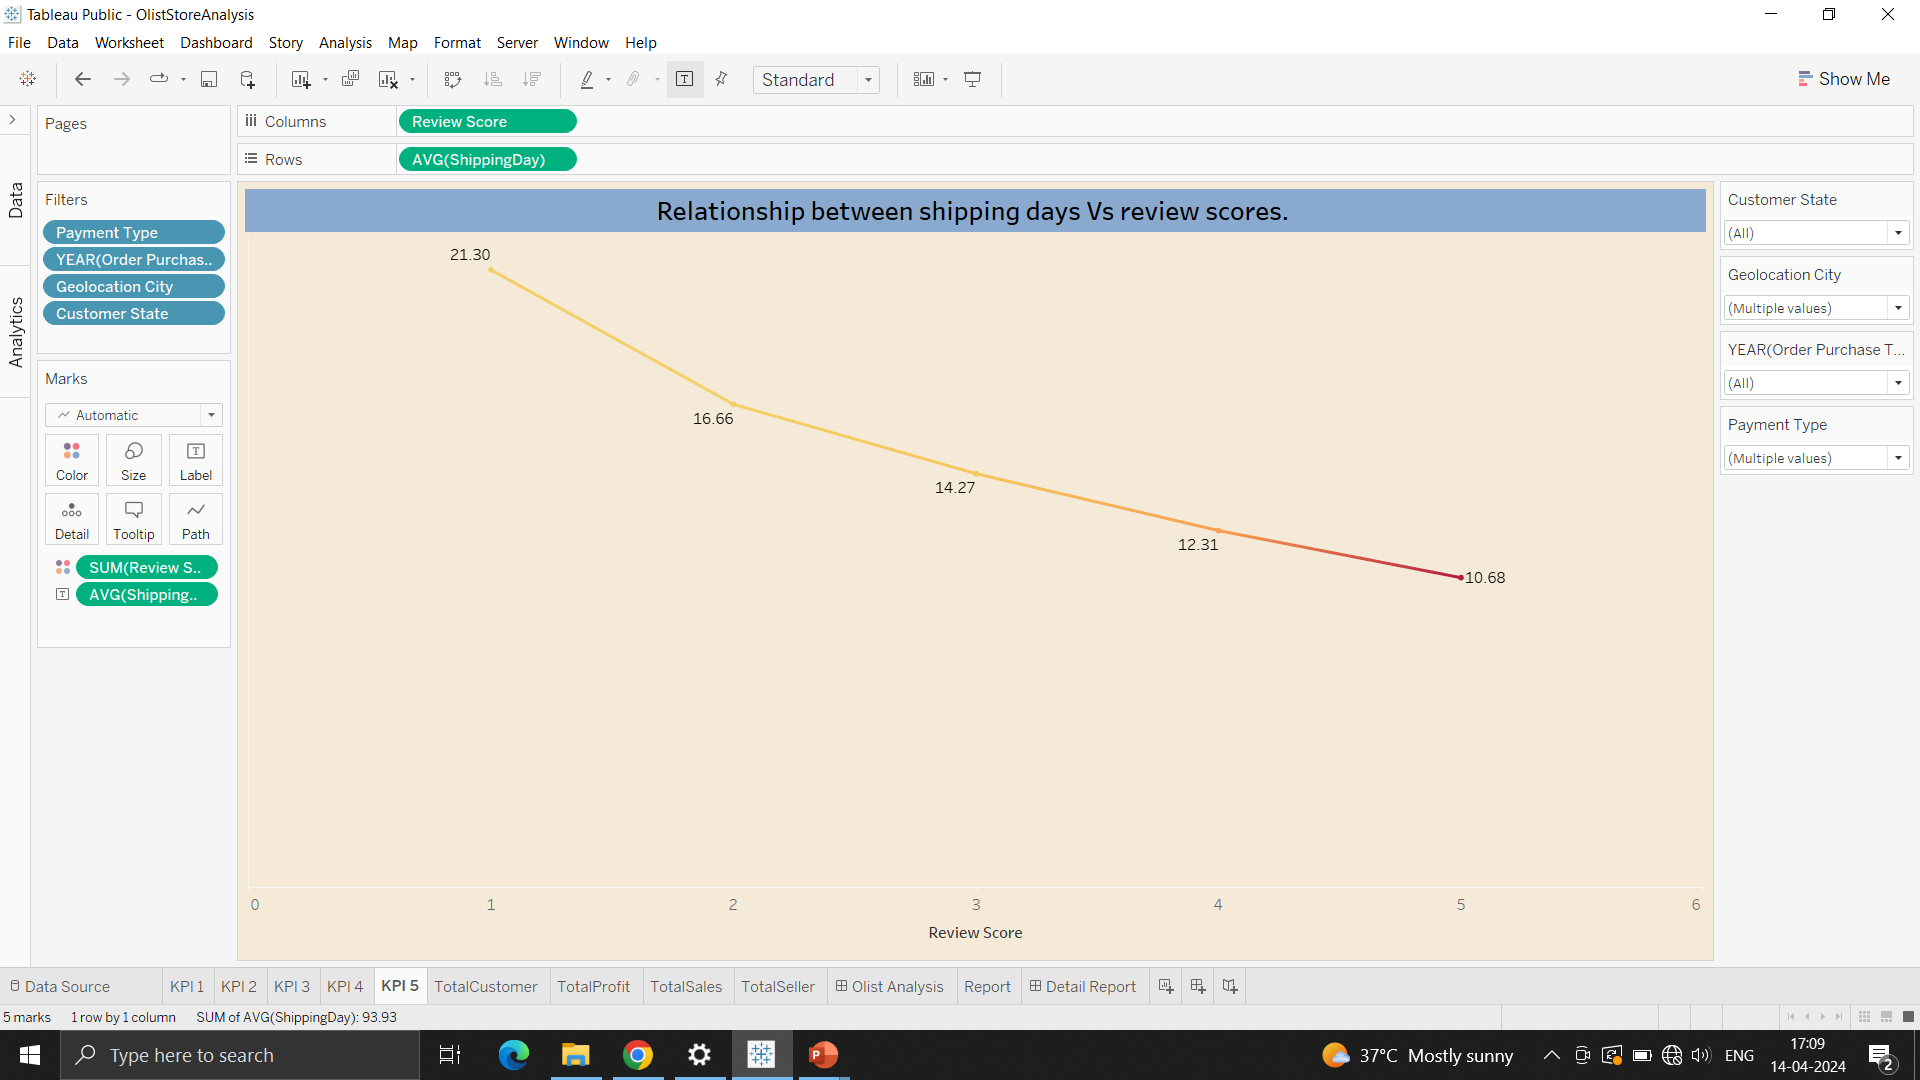 Tableau Public - OlistStoreAnalysis
File Data Worksheet Dashboard Story Analysis Map Format Server Window Help
Standard
Show Me
Data
Analytics
Pages
Columns
Review Score
Rows
AVG(ShippingDay)
Filters
Payment Type
YEAR(Order Purchas..
Geolocation City
Customer State
Marks
Automatic
Color Size Label
Detail Tooltip Path
SUM(Review S..
AVG(Shipping..
Relationship between shipping days Vs review scores.
21.30
16.66
14.27
12.31
10.68
0 1 2 3 4 5 6
Review Score
Customer State
(All)
Geolocation City
(Multiple values)
YEAR(Order Purchase T...
(All)
Payment Type
(Multiple values)
Data Source KPI 1 KPI 2 KPI 3 KPI 4 KPI 5 TotalCustomer TotalProfit TotalSales TotalSeller Olist Analysis Report Detail Report
5 marks 1 row by 1 column SUM of AVG(ShippingDay): 93.93
Type here to search
37°C Mostly sunny
ENG
17:09
14-04-2024
2